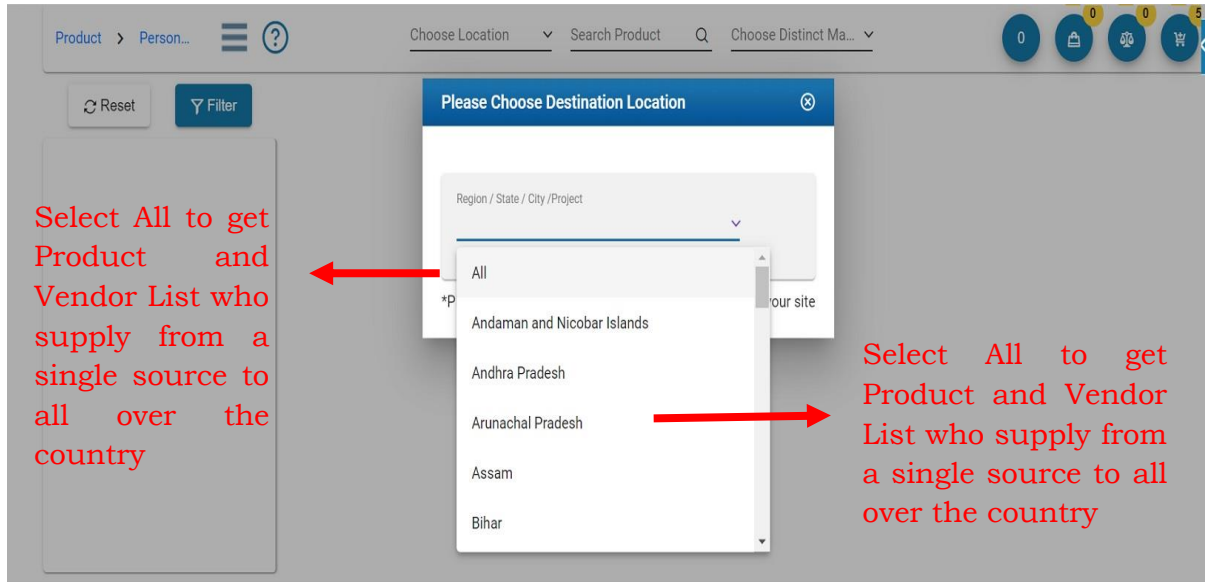 Product > Person... ?
Choose Location Search Product Choose Distinct Ma...
0 0 0 5
Reset Filter
Please Choose Destination Location
Region / State / City /Project
All
Andaman and Nicobar Islands
Andhra Pradesh
Arunachal Pradesh
Assam
Bihar
*P
our site
Select All to get
Product and
Vendor List who
supply from a
single source to
all over the
country
Select All to get
Product and Vendor
List who supply from
a single source to all
over the country